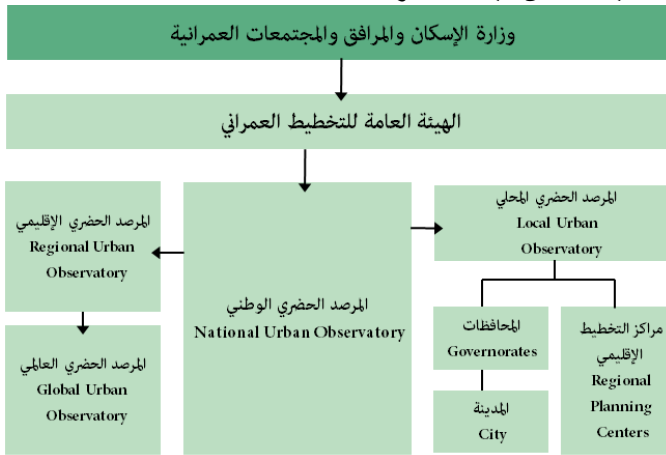 وزارة الإسكان والمرافق والمجتمعات العمرانية
الهيئة العامة للتخطيط العمراني
المرصد الحضري المحلي
Local Urban
Observatory
المرصد الحضري الإقليمي
Regional Urban
Observatory
المرصد الحضري الوطني
National Urban Observatory
المحافظات
Governorates
مراكز التخطيط
الإقليمي
Regional
Planning
Centers
المرصد الحضري العالمي
Global Urban
Observatory
المدينة
City